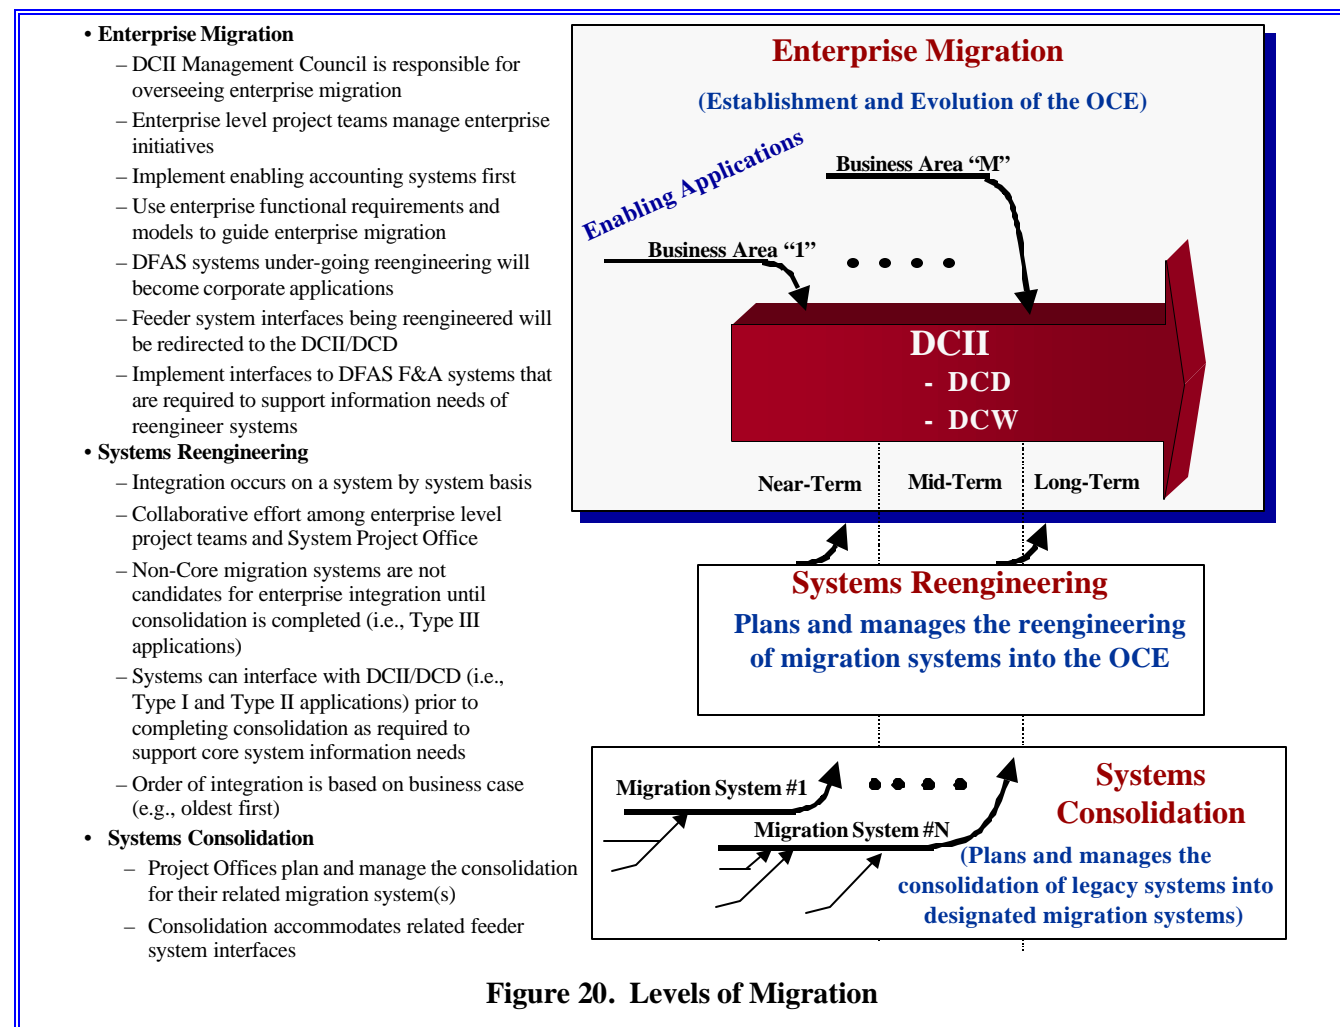 • Enterprise Migration
– DCII Management Council is responsible for
overseeing enterprise migration
– Enterprise level project teams manage enterprise
initiatives
– Implement enabling accounting systems first
– Use enterprise functional requirements and
models to guide enterprise migration
– DFAS systems under-going reengineering will
become corporate applications
– Feeder system interfaces being reengineered will
be redirected to the DCII/DCD
– Implement interfaces to DFAS F&A systems that
are required to support information needs of
reengineer systems
• Systems Reengineering
– Integration occurs on a system by system basis
– Collaborative effort among enterprise level
project teams and System Project Office
– Non-Core migration systems are not
candidates for enterprise integration until
consolidation is completed (i.e., Type III
applications)
– Systems can interface with DCII/DCD (i.e.,
Type I and Type II applications) prior to
completing consolidation as required to
support core system information needs
– Order of integration is based on business case
(e.g., oldest first)
• Systems Consolidation
– Project Offices plan and manage the consolidation
for their related migration system(s)
– Consolidation accommodates related feeder
system interfaces
Enterprise Migration
(Establishment and Evolution of the OCE)
Enabling Applications
Business Area “M”
Business Area “1”
DCII
- DCD
- DCW
Near-Term
Mid-Term
Long-Term
Systems Reengineering
Plans and manages the reengineering
of migration systems into the OCE
Migration System #1
Migration System #N
Systems
Consolidation
(Plans and manages the
consolidation of legacy systems into
designated migration systems)
Figure 20. Levels of Migration